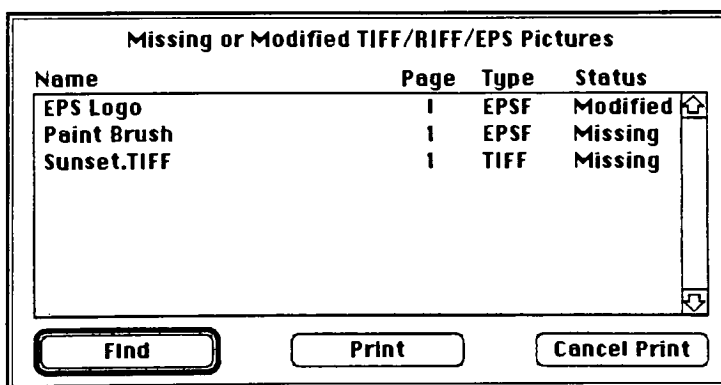 Missing or Modified TIFF/RIFF/EPS Pictures
Name Page Type Status
EPS Logo 1 EPSF Modified
Paint Brush 1 EPSF Missing
Sunset.TIFF 1 TIFF Missing
Find Print Cancel Print